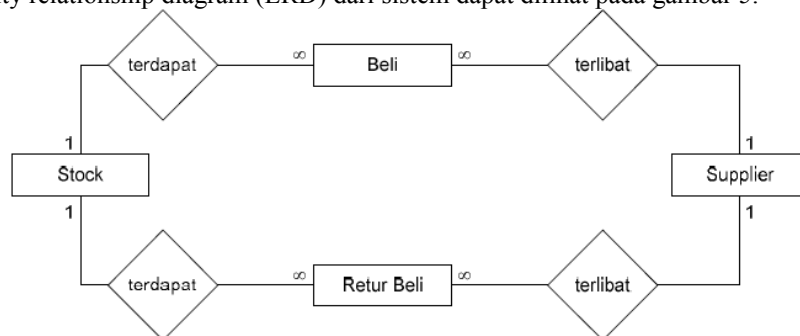 ity relationship diagram (ERD) dari sistem dapat dilihat pada gambar 5.
terdapat
∞
Beli
∞
terlibat
1
1
Stock
Supplier
1
1
terdapat
∞
Retur Beli
∞
terlibat